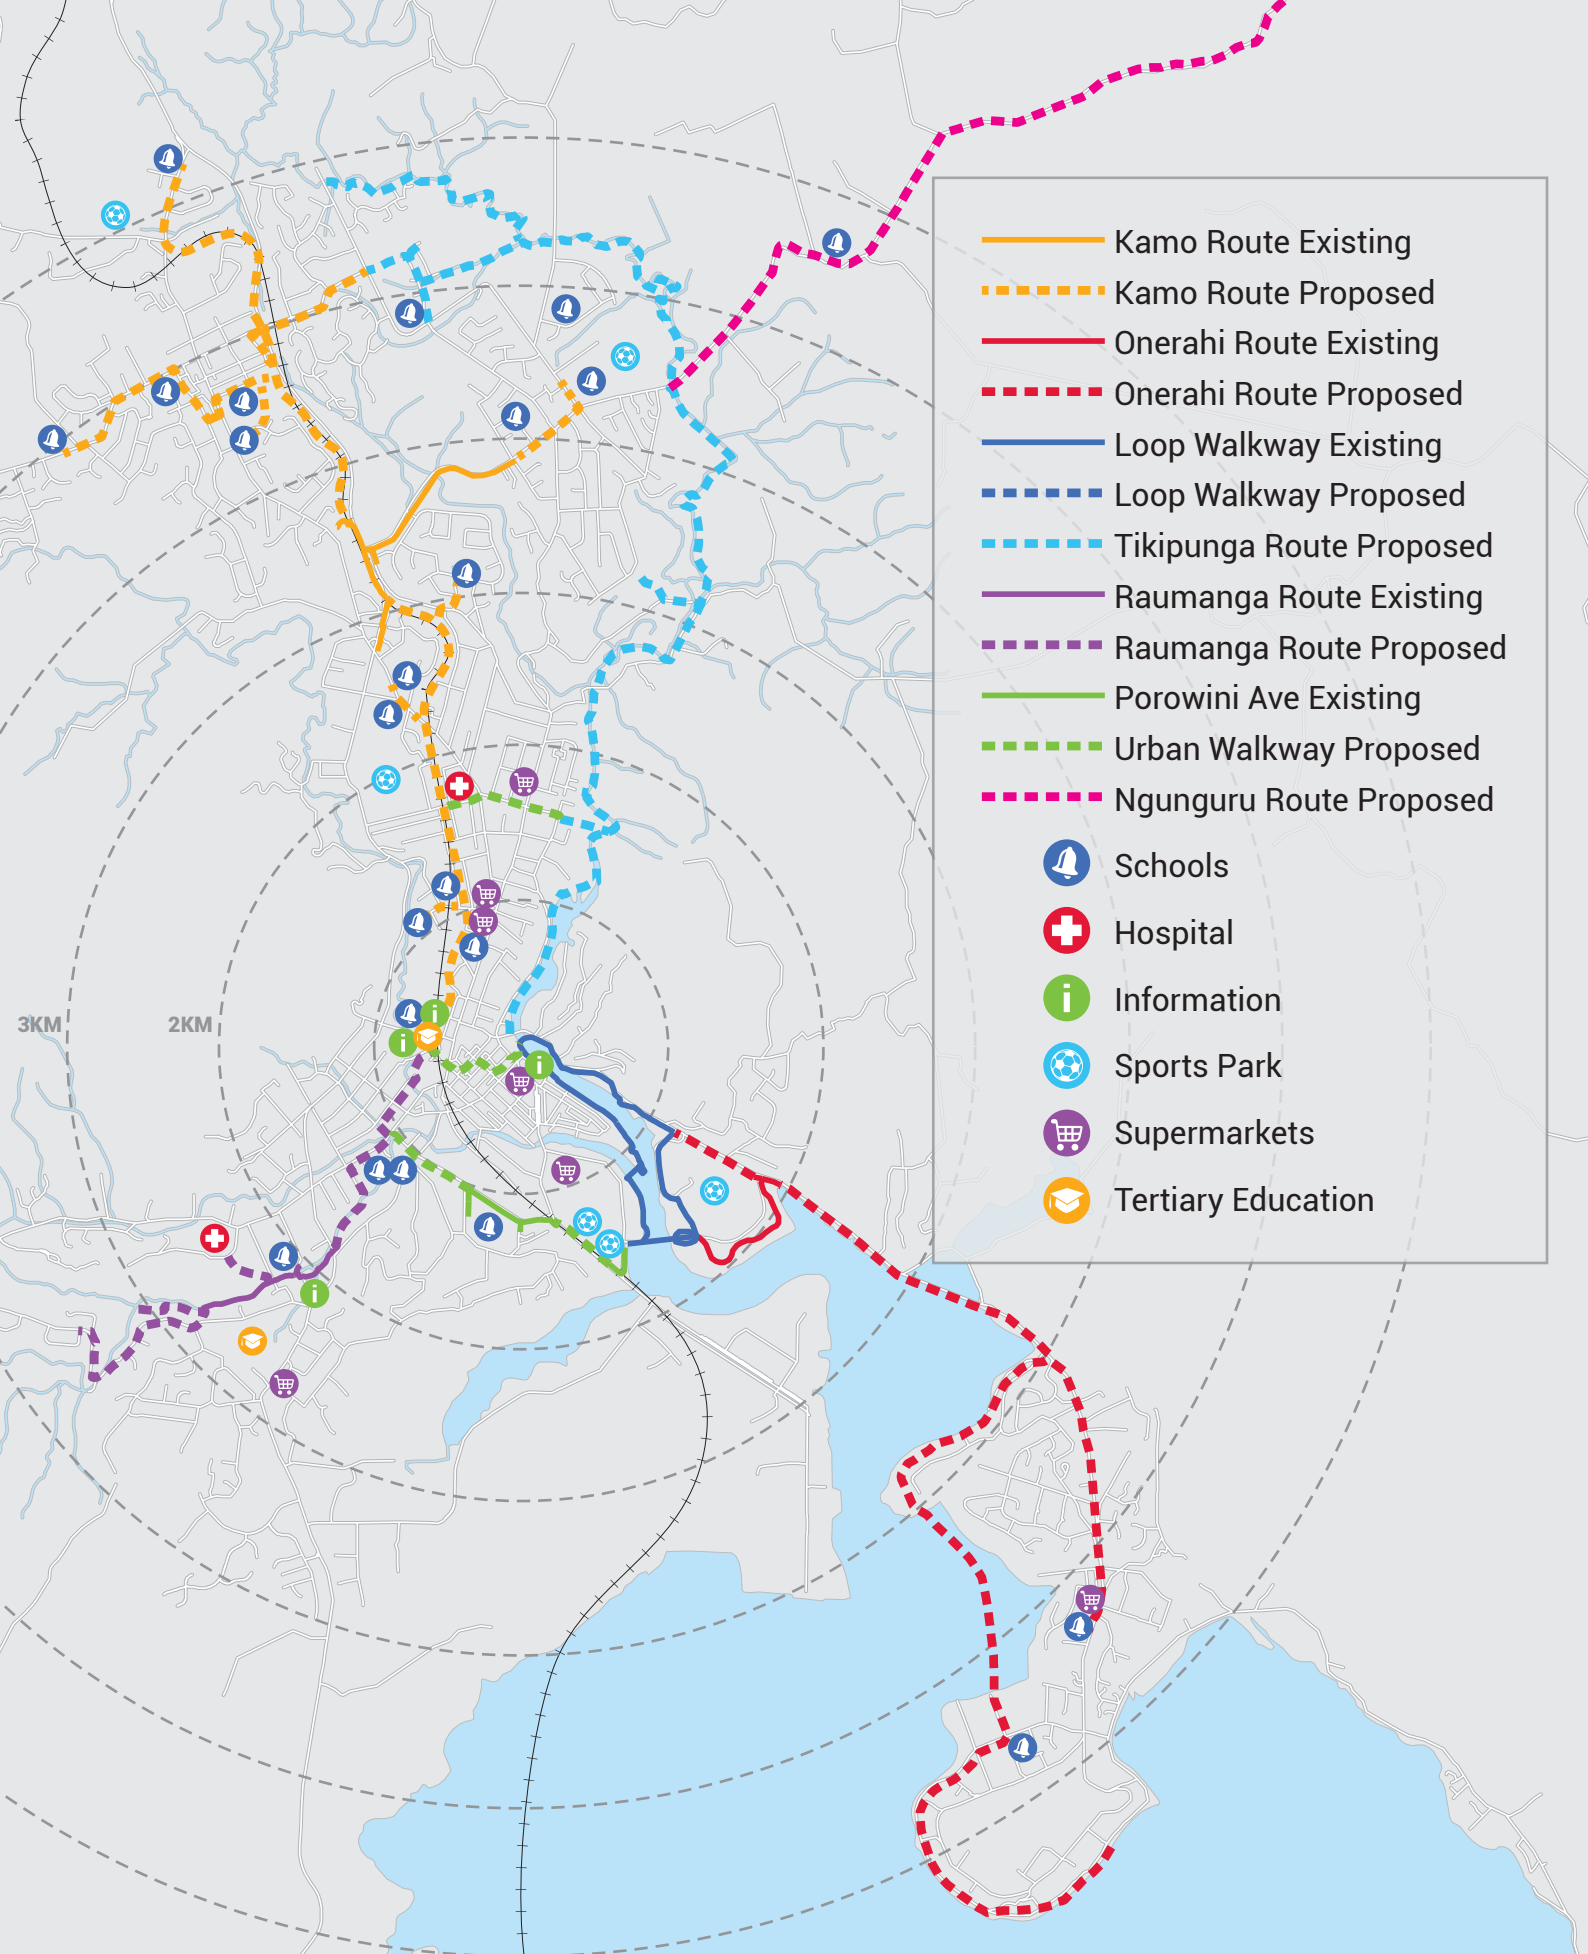 Kamo Route Existing
Kamo Route Proposed
Onerahi Route Existing
Onerahi Route Proposed
Loop Walkway Existing
Loop Walkway Proposed
Tikipunga Route Proposed
Raumanga Route Existing
Raumanga Route Proposed
Porowini Ave Existing
Urban Walkway Proposed
Ngunguru Route Proposed
Schools
Hospital
i Information
Sports Park
Supermarkets
Tertiary Education
3KM 2KM
i
i
i
i